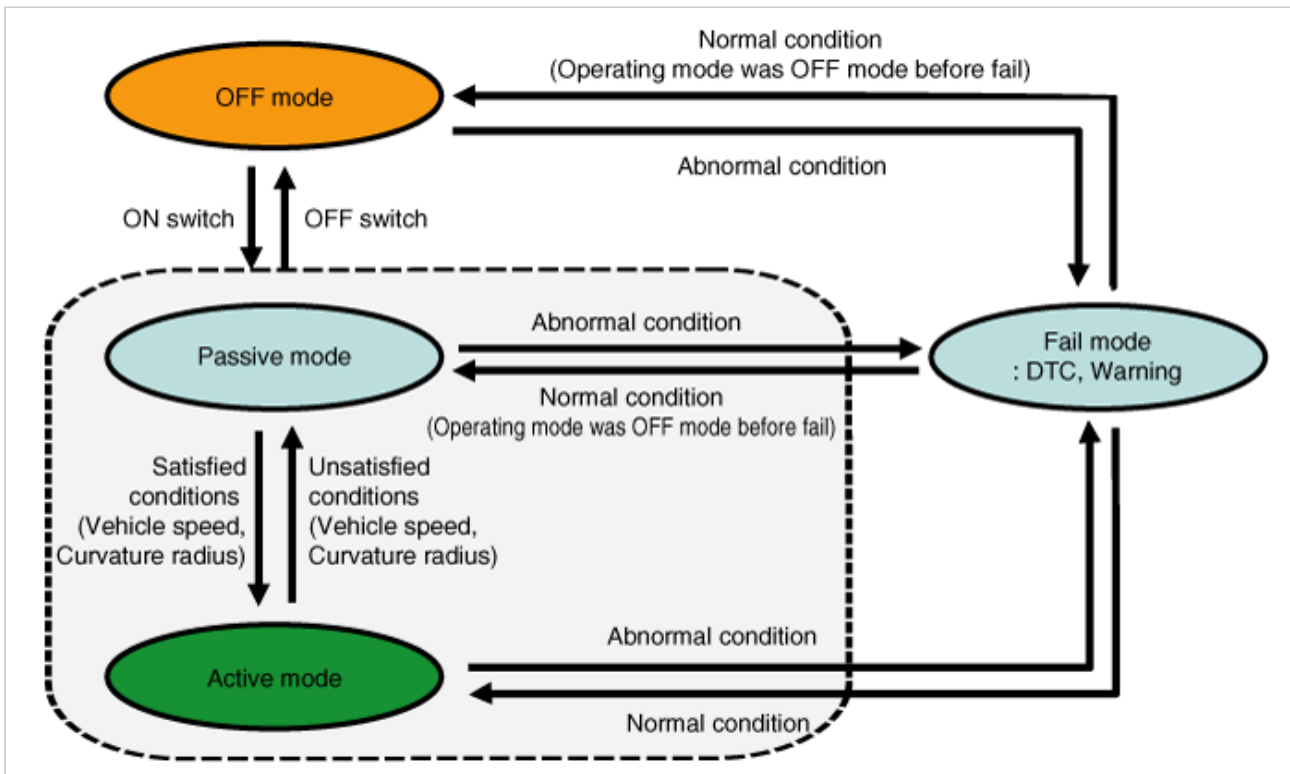 Normal condition
(Operating mode was OFF mode before fail)
OFF mode
Abnormal condition
ON switch
OFF switch
Passive mode
Abnormal condition
Normal condition
(Operating mode was OFF mode before fail)
Fail mode
: DTC, Warning
Satisfied
conditions
(Vehicle speed,
Curvature radius)
Unsatisfied
conditions
(Vehicle speed,
Curvature radius)
Active mode
Abnormal condition
Normal condition